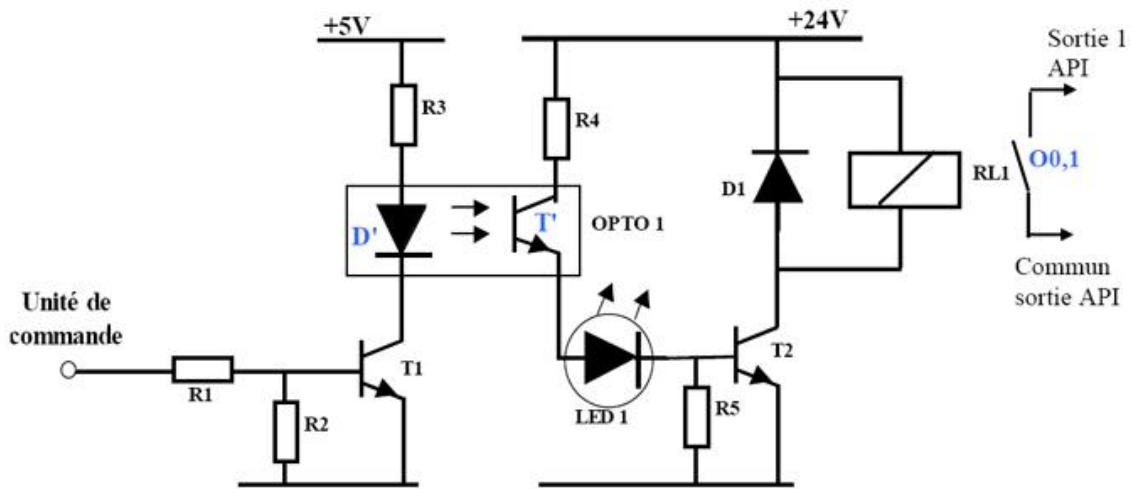 +5V
+24V
Sortie 1
API
R3
R4
D1
RL1
O0,1
D'
T'
OPTO 1
Commun
sortie API
Unité de
commande
T1
T2
R1
R2
LED 1
R5